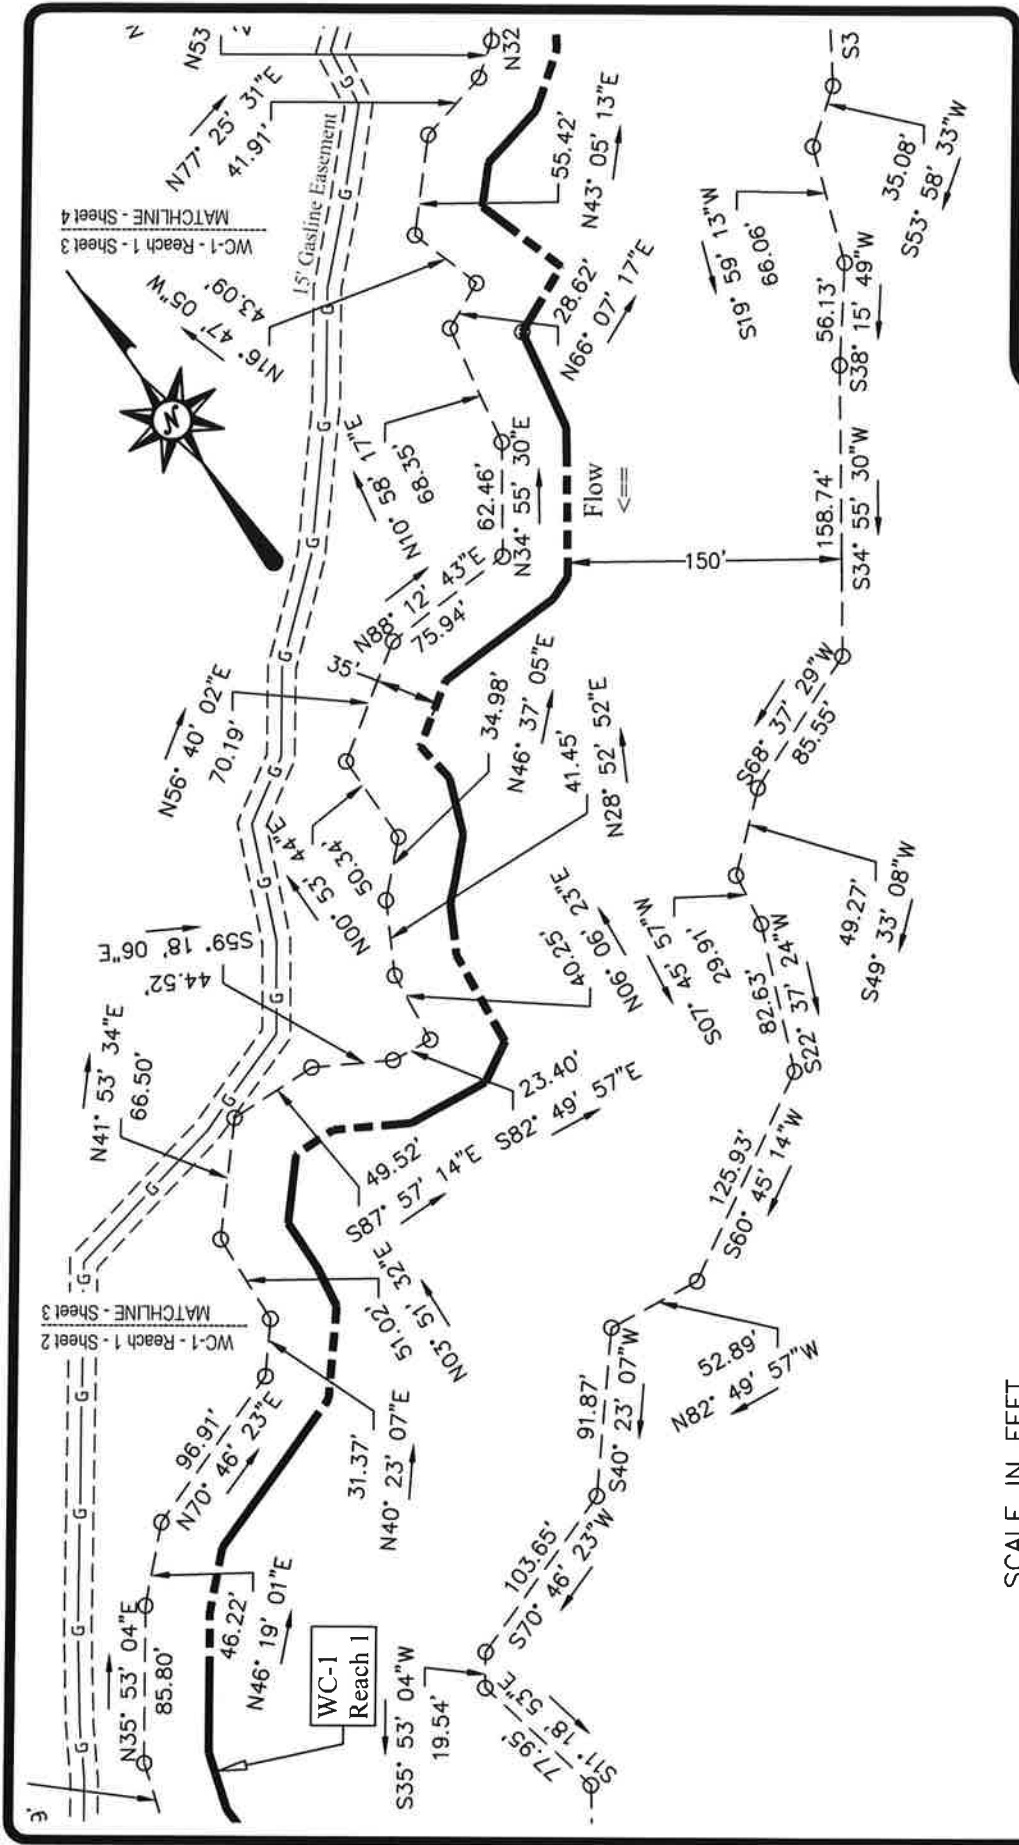 N53
N32
N77° 25' 31"E
41.91'
WC-1 - Reach 1 - Sheet 3
MATCHLINE - Sheet 4
15' Gasline Easement
55.42'
N43° 05' 13"E
N16° 47' 05"W
43.09'
28.62'
N66° 07' 17"E
N10° 58' 17"E
68.35'
62.46'
N34° 55' 30"E
Flow
<==
N88° 12' 43"E
75.94'
35'
150'
N56° 40' 02"E
70.19'
34.98'
N46° 37' 05"E
N00° 53' 44"E
50.34'
41.45'
N28° 52' 52"E
40.25'
N06° 06' 23"E
S59° 18' 06"E
44.52'
23.40'
S82° 49' 57"E
N41° 53' 34"E
66.50'
49.52'
S87° 57' 14"E
51.02'
N03° 51' 32"E
WC-1 - Reach 1 - Sheet 2
MATCHLINE - Sheet 3
31.37'
N40° 23' 07"E
96.91'
N70° 46' 23"E
46.22'
N46° 19' 01"E
N35° 53' 04"E
85.80'
WC-1
Reach 1
S3
35.08'
S53° 58' 33"W
S19° 59' 13"W
66.06'
56.13'
S38° 15' 49"W
158.74'
S34° 55' 30"W
S68° 37' 29"W
85.55'
49.27'
S49° 33' 08"W
S07° 45' 57"W
29.91'
82.63'
S22° 37' 24"W
125.93'
S60° 45' 14"W
52.89'
N82° 49' 57"W
91.87'
S40° 23' 07"W
103.65'
S70° 46' 23"W
S35° 53' 04"W
19.54'
77.95'
S11° 18' 53"E
G G G G G G G G G G G G G G
N
SCALE IN FEET